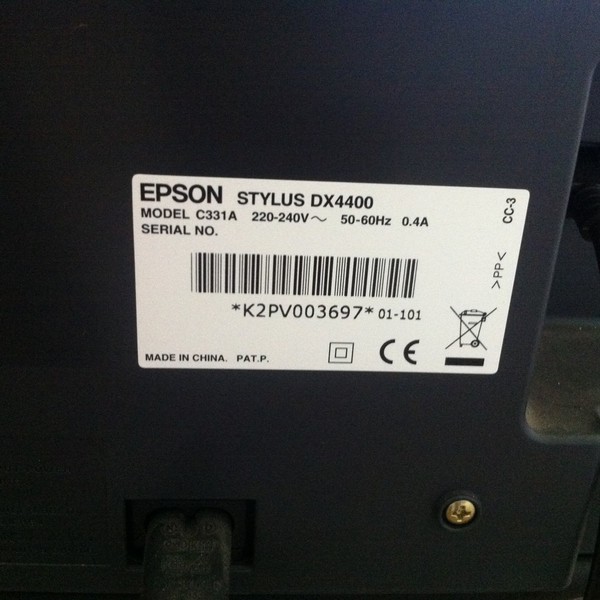 EPSON STYLUS DX4400
MODEL C331A 220-240V~ 50-60Hz 0.4A
SERIAL NO.
*K2PV003697* 01-101
MADE IN CHINA. PAT.P.
CE
CC-3
>PP<